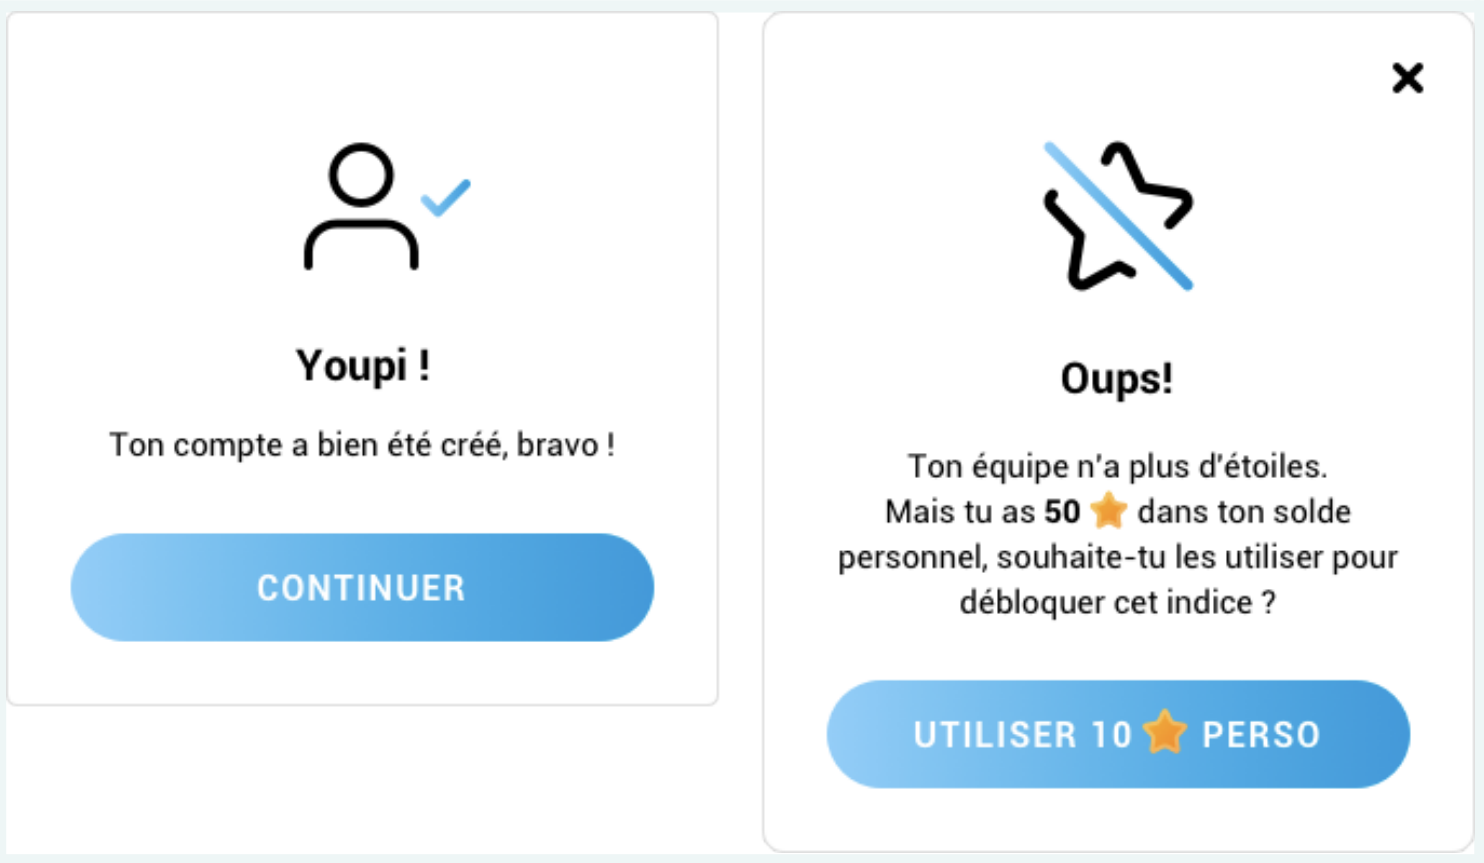 Youpi !
Ton compte a bien été créé, bravo !
CONTINUER
Oups!
Ton équipe n'a plus d'étoiles.
Mais tu as 50 dans ton solde
personnel, souhaite-tu les utiliser pour
débloquer cet indice ?
UTILISER 10 PERSO